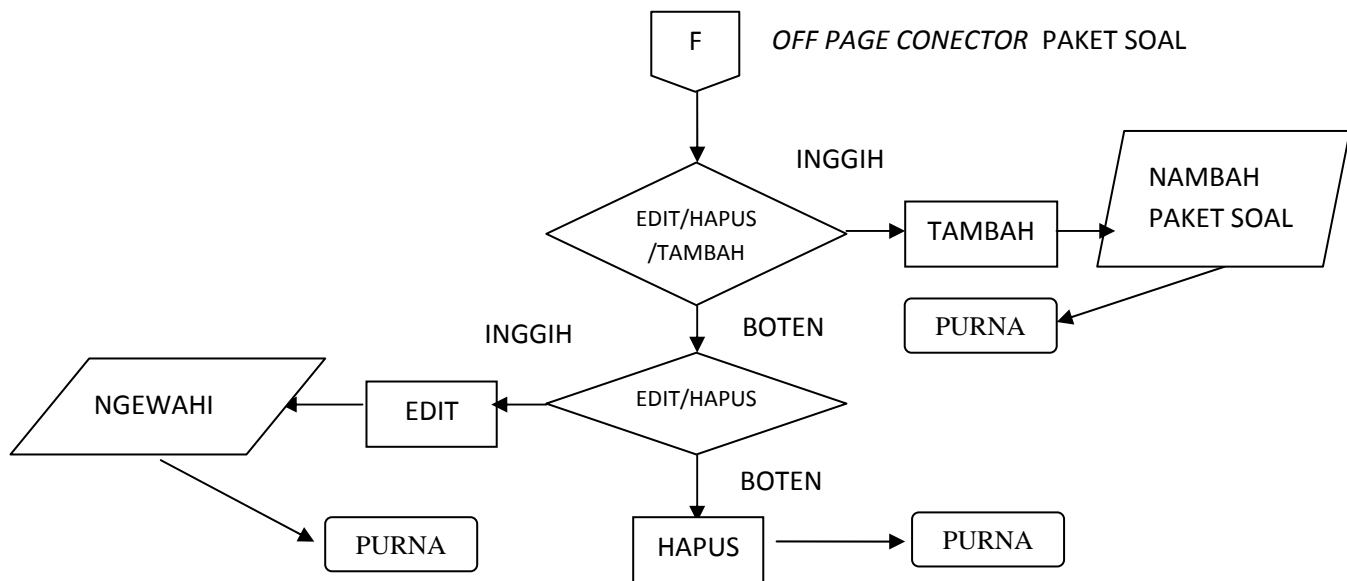 F
OFF PAGE CONECTOR PAKET SOAL
INGGIH
EDIT/HAPUS
/TAMBAH
TAMBAH
NAMBAH
PAKET SOAL
PURNA
BOTEN
INGGIH
NGEWAHI
EDIT
EDIT/HAPUS
BOTEN
PURNA
HAPUS
PURNA